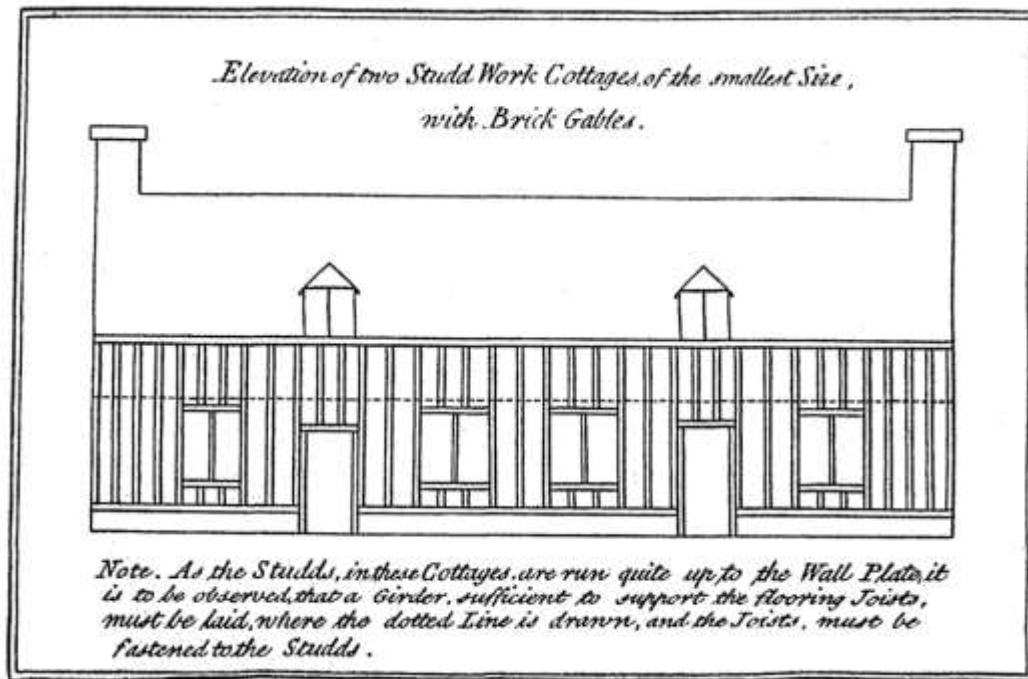 Elevation of two Studd Work Cottages, of the smallest Size,
with Brick Gables.
Note. As the Studds, in these Cottages, are run quite up to the Wall Plate, it
is to be observed, that a Girder, sufficient to support the flooring Joists,
must be laid, where the dotted Line is drawn, and the Joists, must be
fastened to the Studds.